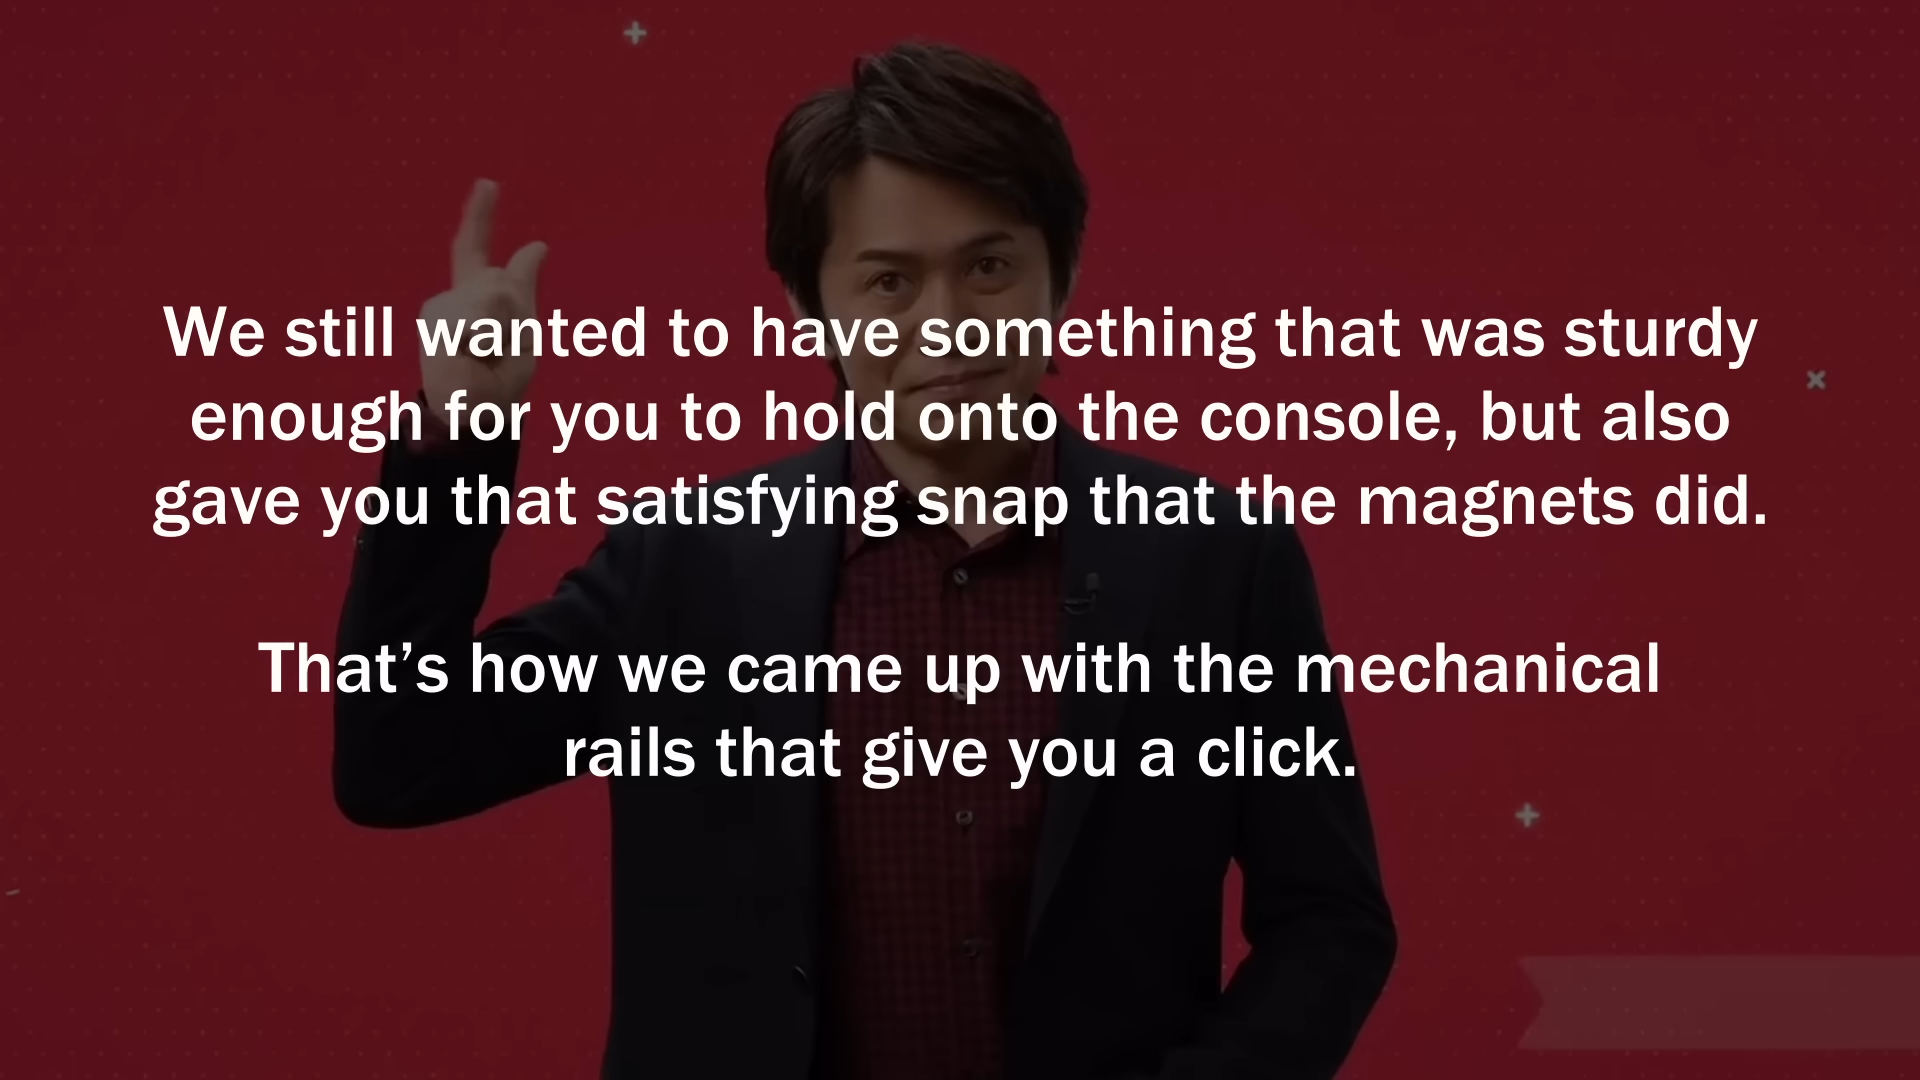 We still wanted to have something that was sturdy
enough for you to hold onto the console, but also
gave you that satisfying snap that the magnets did.
That’s how we came up with the mechanical
rails that give you a click.